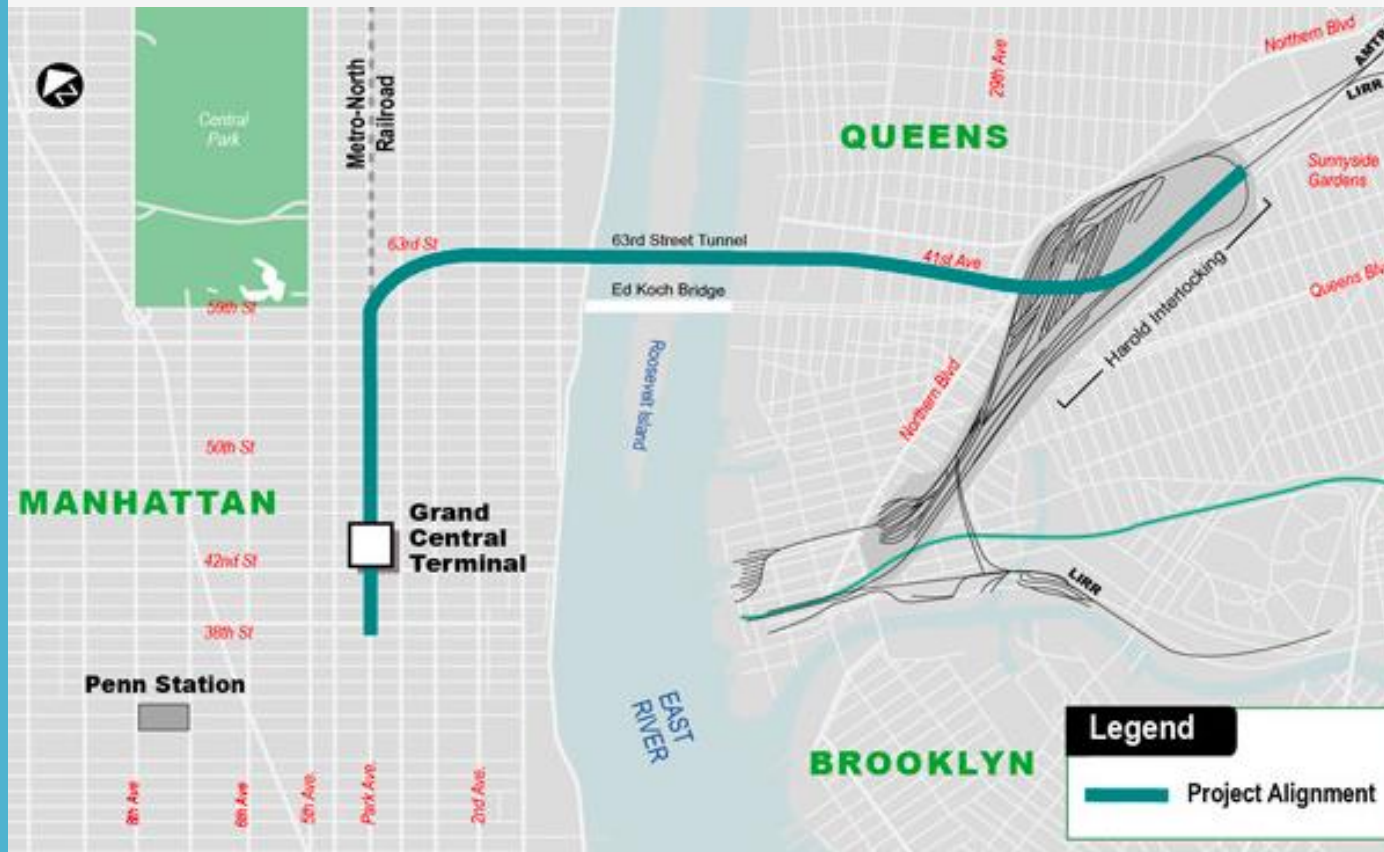 Northern Blvd
AMTR
LIRR
29th Ave
Metro-North
Railroad
N
Central
Park
QUEENS
Sunnyside
Gardens
63rd St
63rd Street Tunnel
41st Ave
Queens Blv
Ed Koch Bridge
59th St
Harold Interlocking
Roosevelt Island
Northern Blvd
50th St
MANHATTAN
Grand
Central
Terminal
42nd St
LIRR
38th St
Penn Station
EAST
RIVER
Legend
BROOKLYN
Project Alignment
8th Ave
6th Ave
5th Ave.
Park Ave.
2nd Ave.